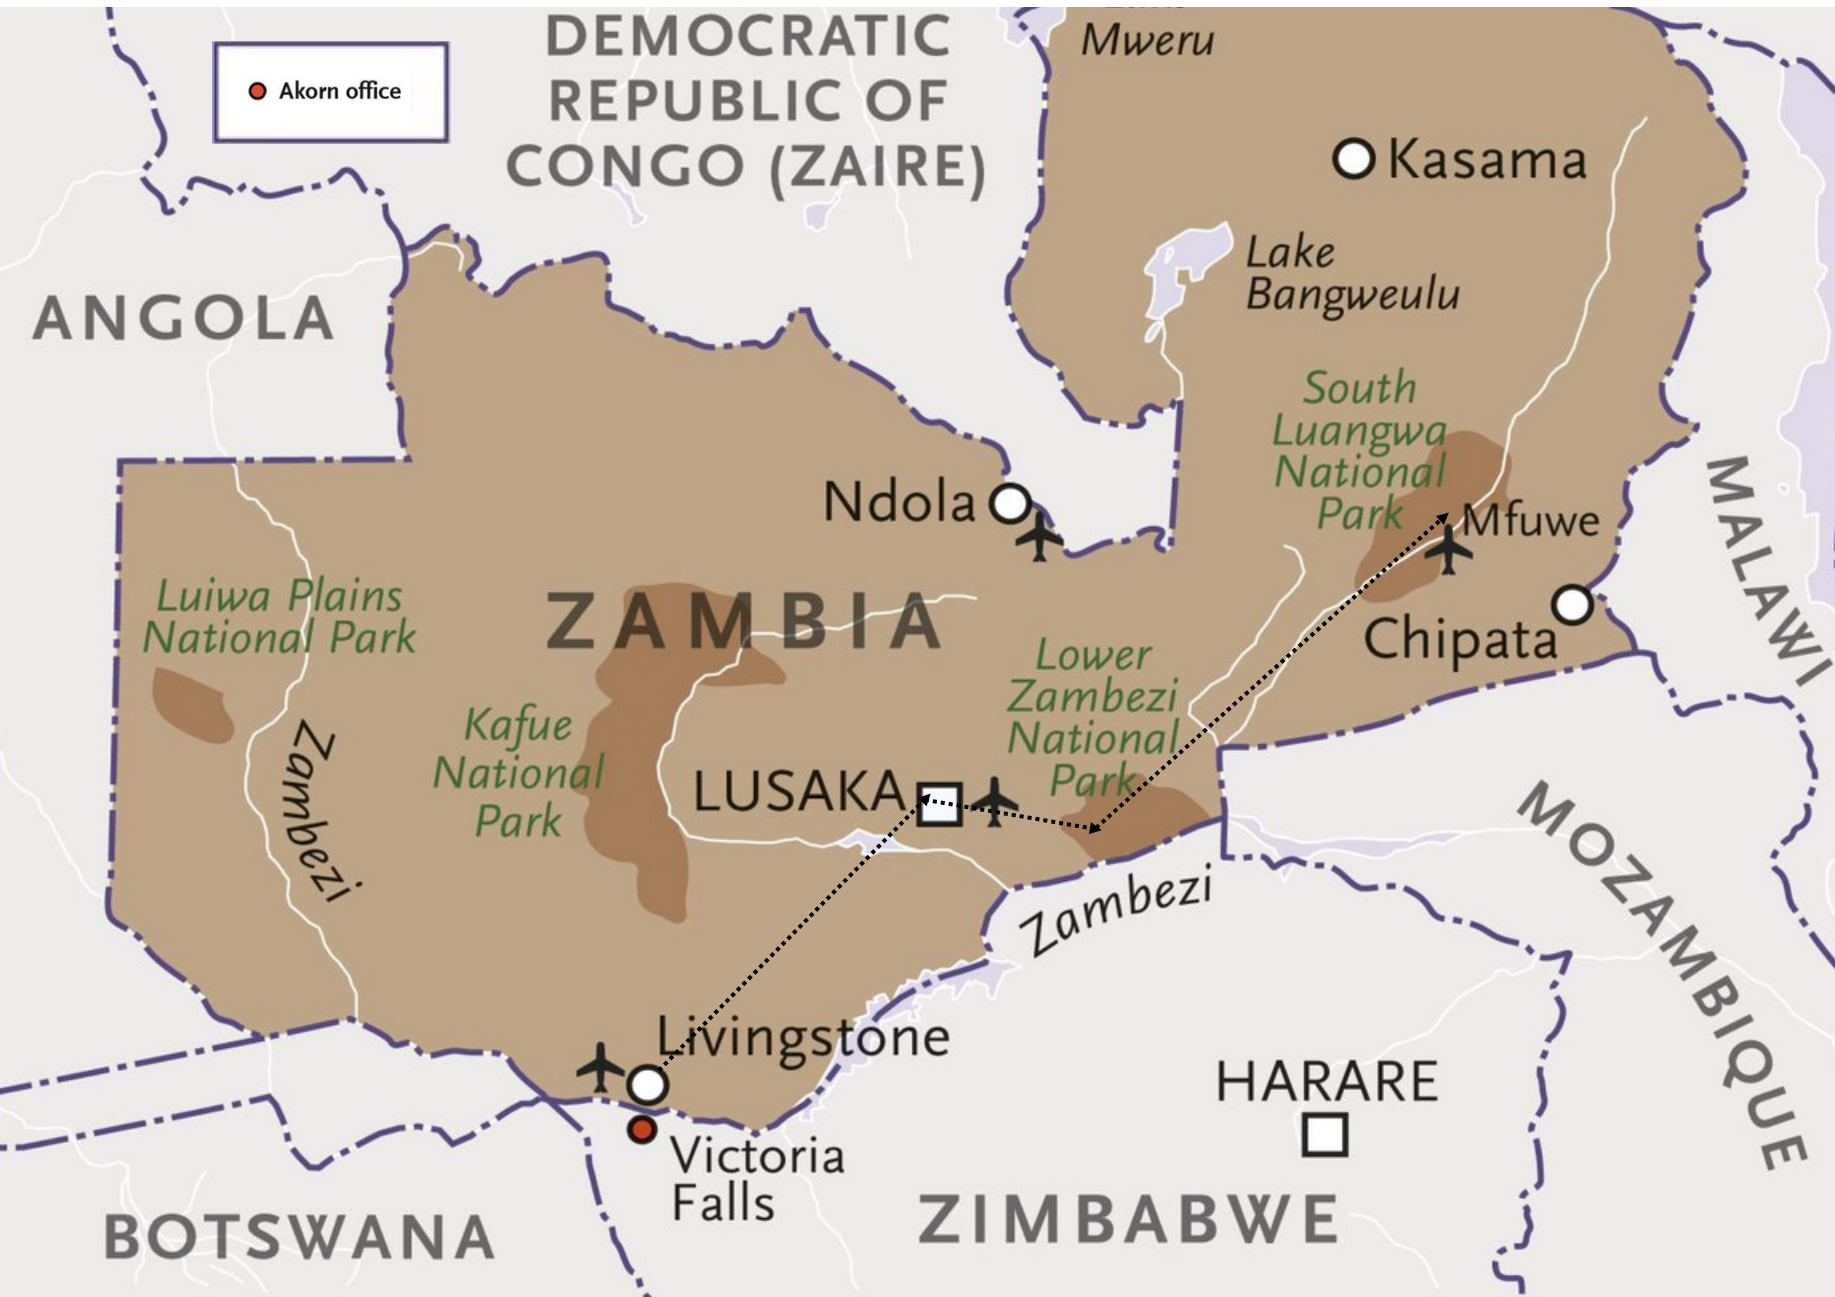 DEMOCRATIC
REPUBLIC OF
CONGO (ZAIRE)
Mweru
Akorn office
Kasama
Lake
Bangweulu
ANGOLA
South
Luangwa
National
Park
Mfuwe
Ndola
MALAWI
Luiwa Plains
National Park
ZAMBIA
Chipata
Lower
Zambezi
National
Park
Kafue
National
Park
Zambezi
LUSAKA
MOZAMBIQUE
Zambezi
Livingstone
HARARE
Victoria
Falls
BOTSWANA
ZIMBABWE